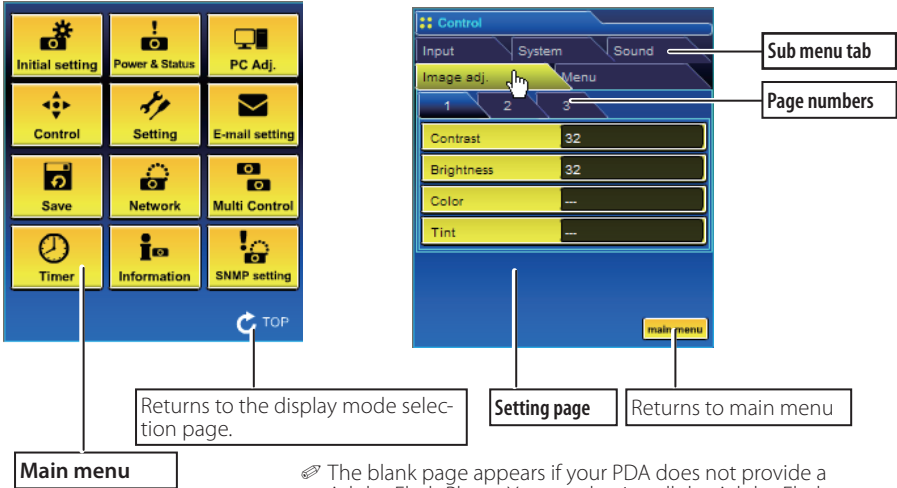 Initial setting
Power & Status
PC Adj.
Control
Setting
E-mail setting
Save
Network
Multi Control
Timer
Information
SNMP setting
TOP
Control
Input
System
Sound
Image adj.
Menu
1
2
3
Contrast
32
Brightness
32
Color
---
Tint
---
main menu
Sub menu tab
Page numbers
Returns to the display mode selec-
tion page.
Setting page
Returns to main menu
Main menu
The blank page appears if your PDA does not provide a